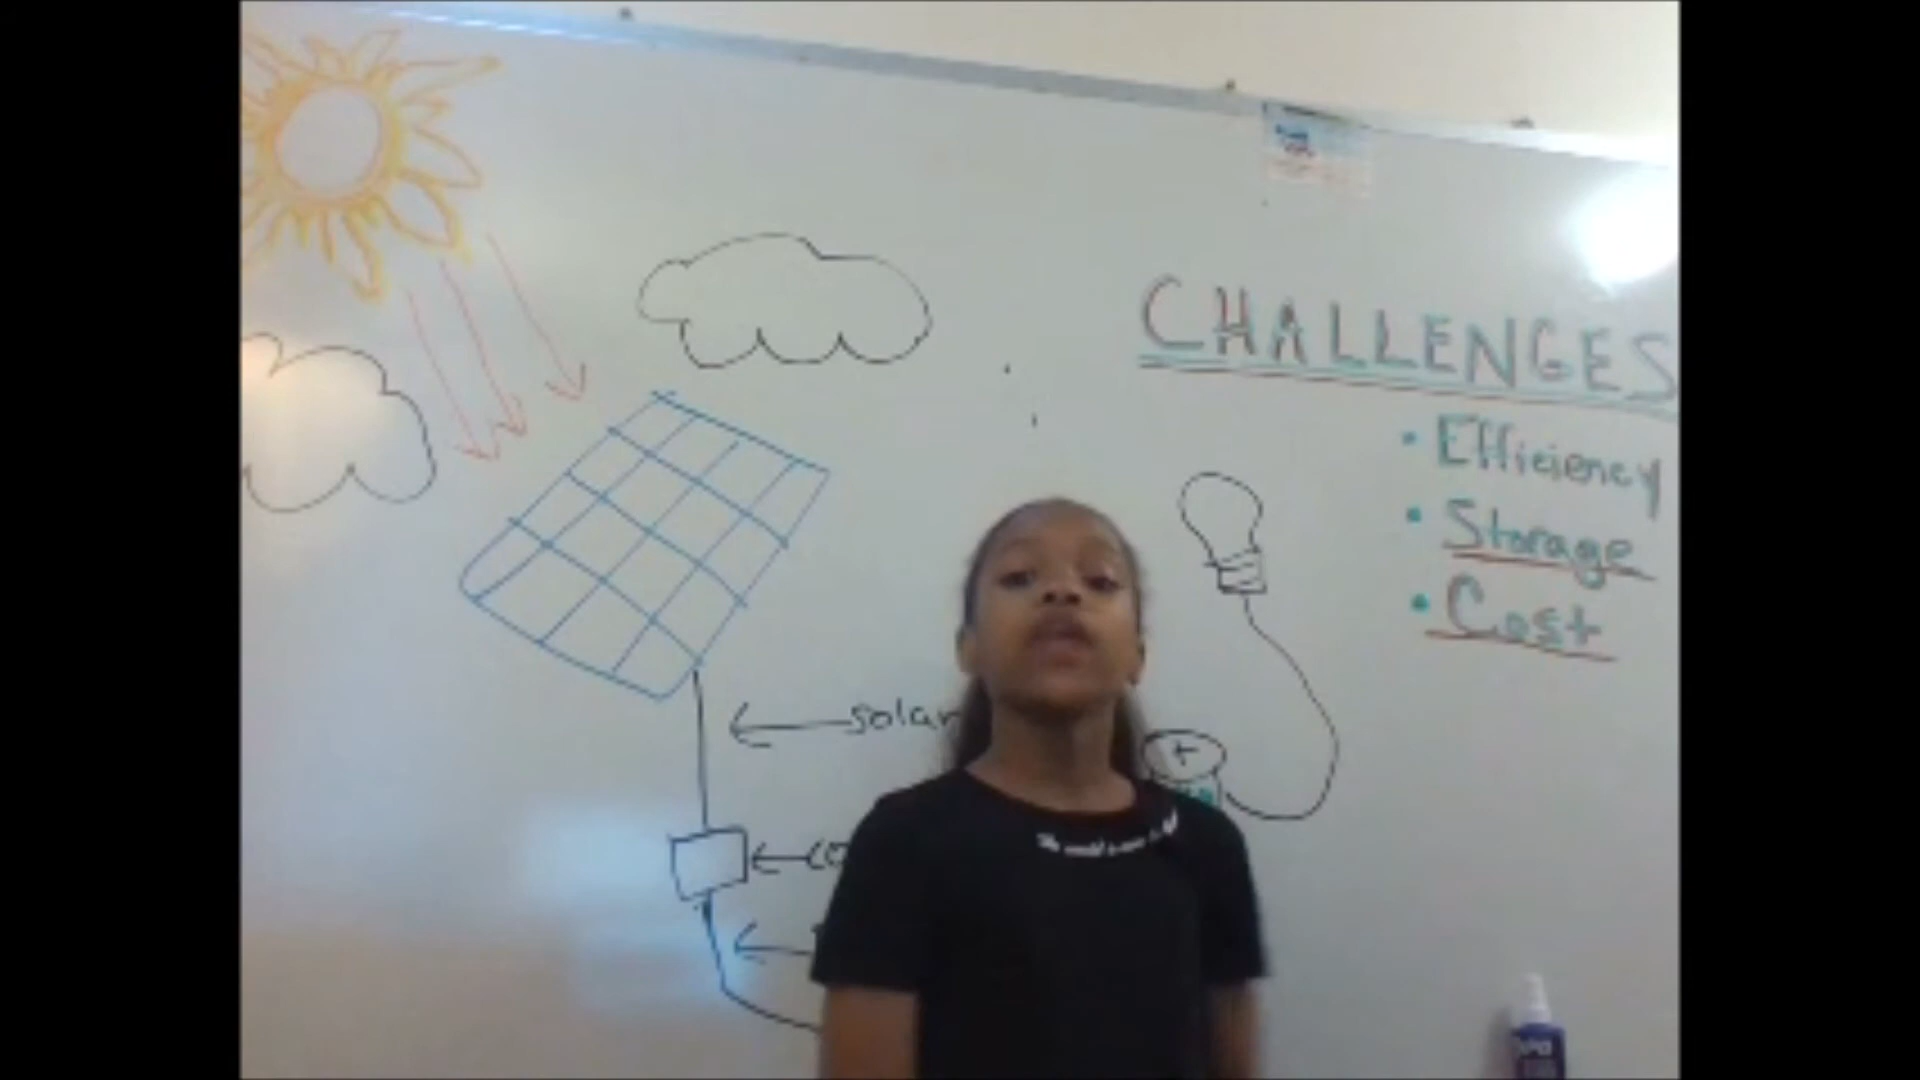 CHALLENGES
• Efficiency
• Storage
• Cost
solar
+